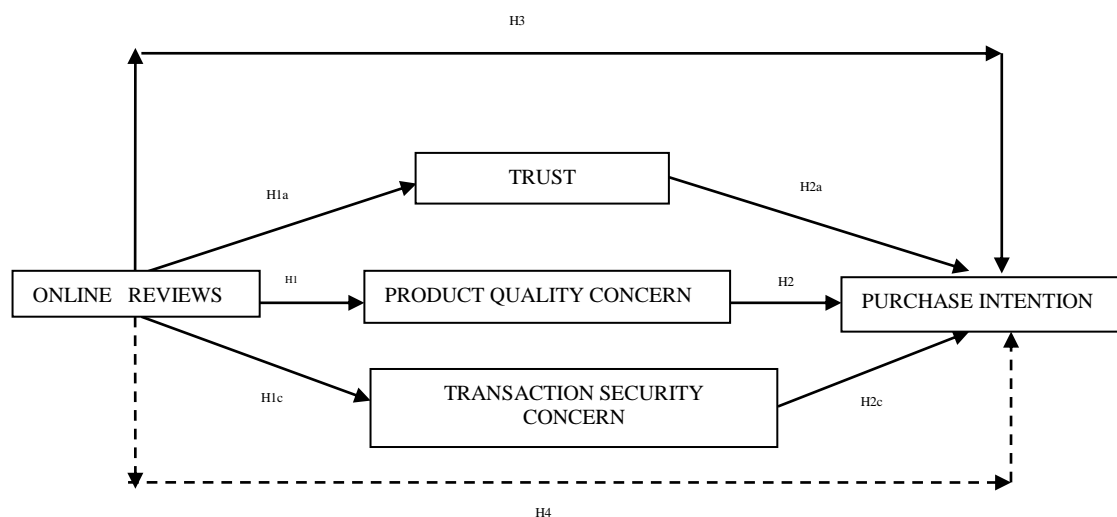 H3
TRUST
H1a
H2a
ONLINE REVIEWS
H1
PRODUCT QUALITY CONCERN
H2
PURCHASE INTENTION
TRANSACTION SECURITY
CONCERN
H1c
H2c
H4